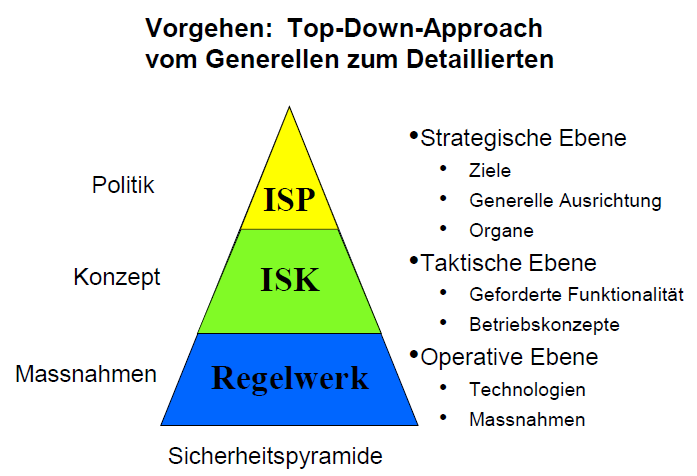 Vorgehen: Top-Down-Approach
vom Generellen zum Detaillierten
Politik
ISP
•Strategische Ebene
• Ziele
• Generelle Ausrichtung
• Organe
Konzept
ISK
•Taktische Ebene
• Geforderte Funktionalität
• Betriebskonzepte
Massnahmen
Regelwerk
•Operative Ebene
• Technologien
• Massnahmen
Sicherheitspyramide